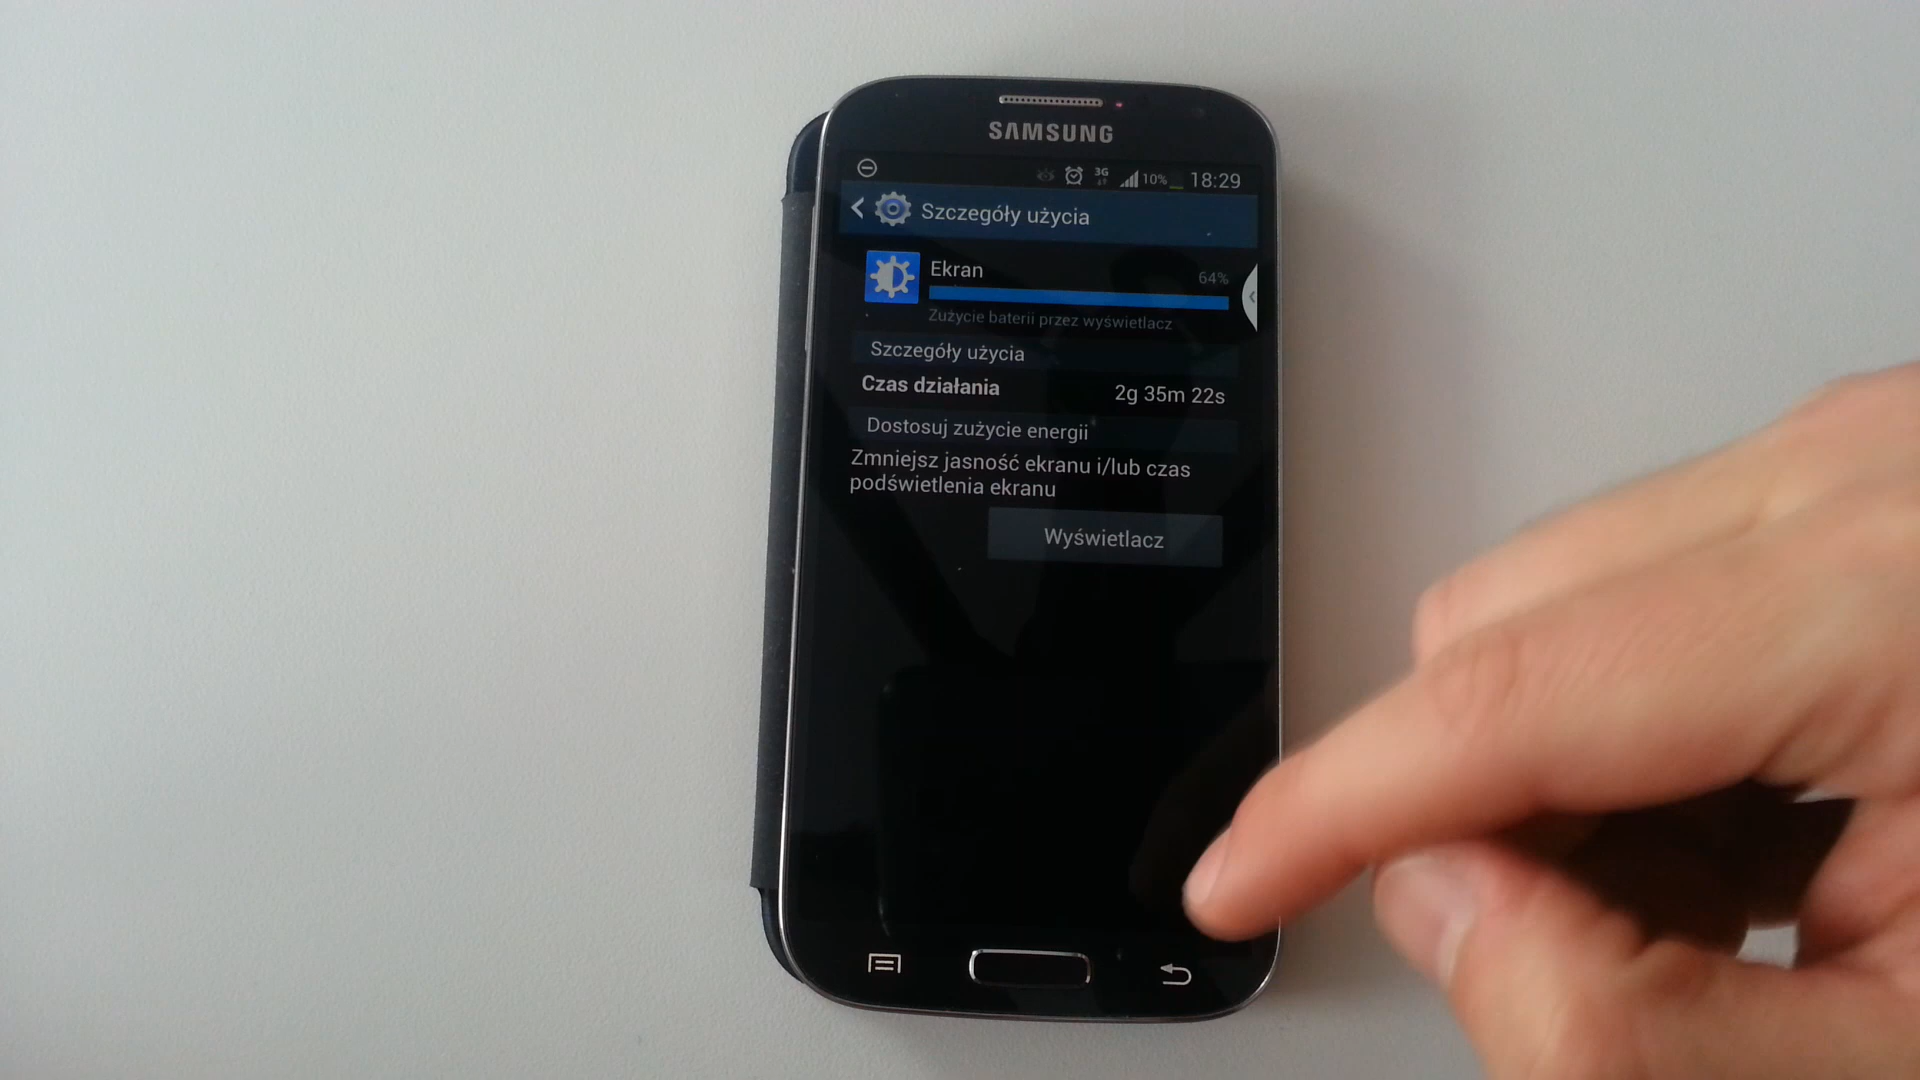 SAMSUNG
3G 10% 18:29
Szczegóły użycia
Ekran 64%
Zużycie baterii przez wyświetlacz
Szczegóły użycia
Czas działania 2g 35m 22s
Dostosuj zużycie energii
Zmniejsz jasność ekranu i/lub czas
podświetlenia ekranu
Wyświetlacz